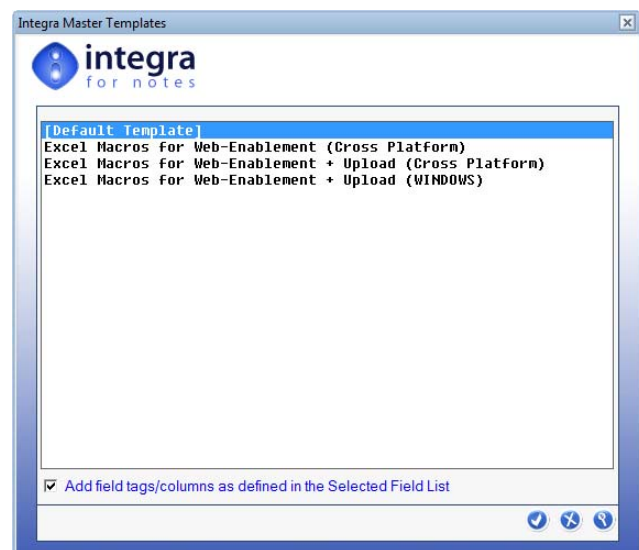 Integra Master Templates
integra
for notes
[Default Template]
Excel Macros for Web-Enablement (Cross Platform)
Excel Macros for Web-Enablement + Upload (Cross Platform)
Excel Macros for Web-Enablement + Upload (WINDOWS)
Add field tags/columns as defined in the Selected Field List